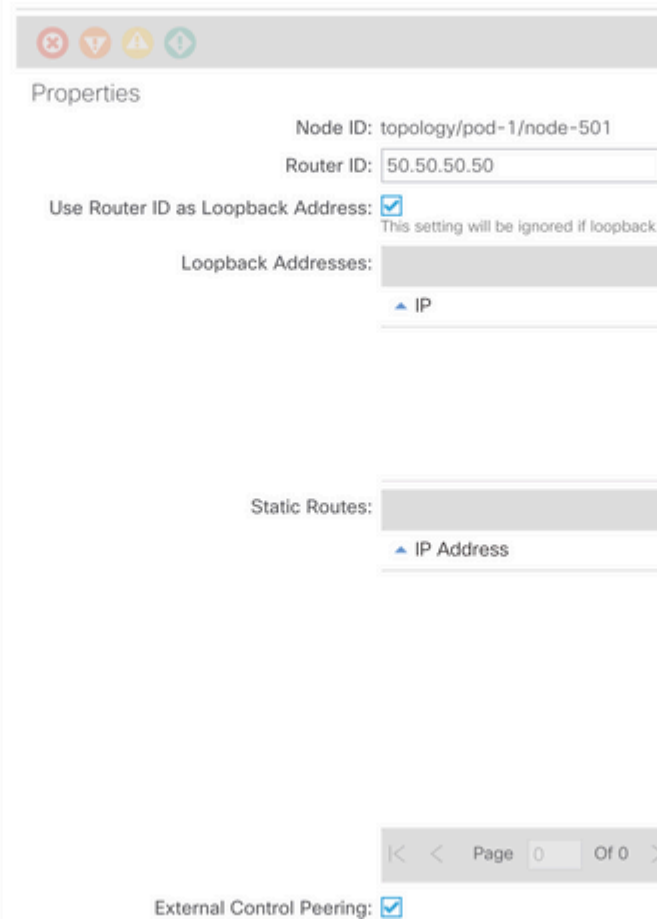 Properties
Node ID: topology/pod-1/node-501
Router ID: 50.50.50.50
Use Router ID as Loopback Address:
This setting will be ignored if loopback
Loopback Addresses:
IP
Static Routes:
IP Address
Page 0 Of 0
External Control Peering: